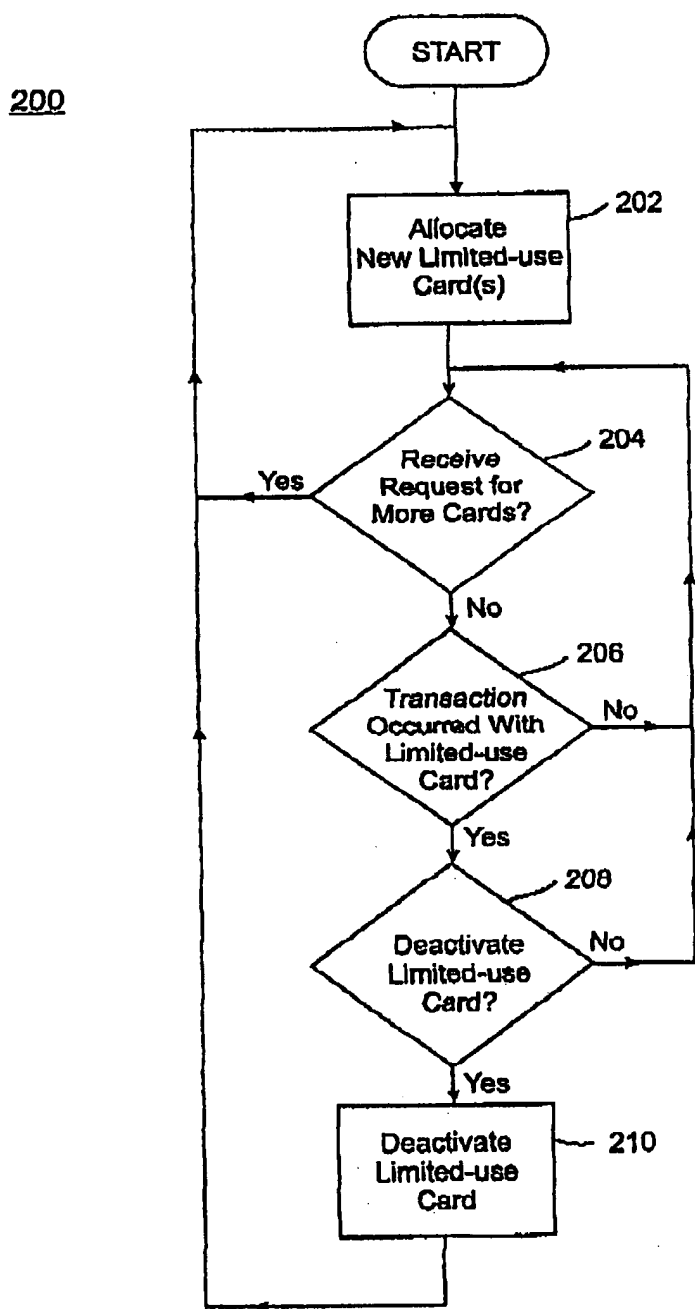 START
200
202
Allocate
New Limited-use
Card(s)
204
Receive
Request for
More Cards?
Yes
No
206
Transaction
Occurred With
Limited-use
Card?
No
Yes
208
Deactivate
Limited-use
Card?
No
Yes
210
Deactivate
Limited-use
Card